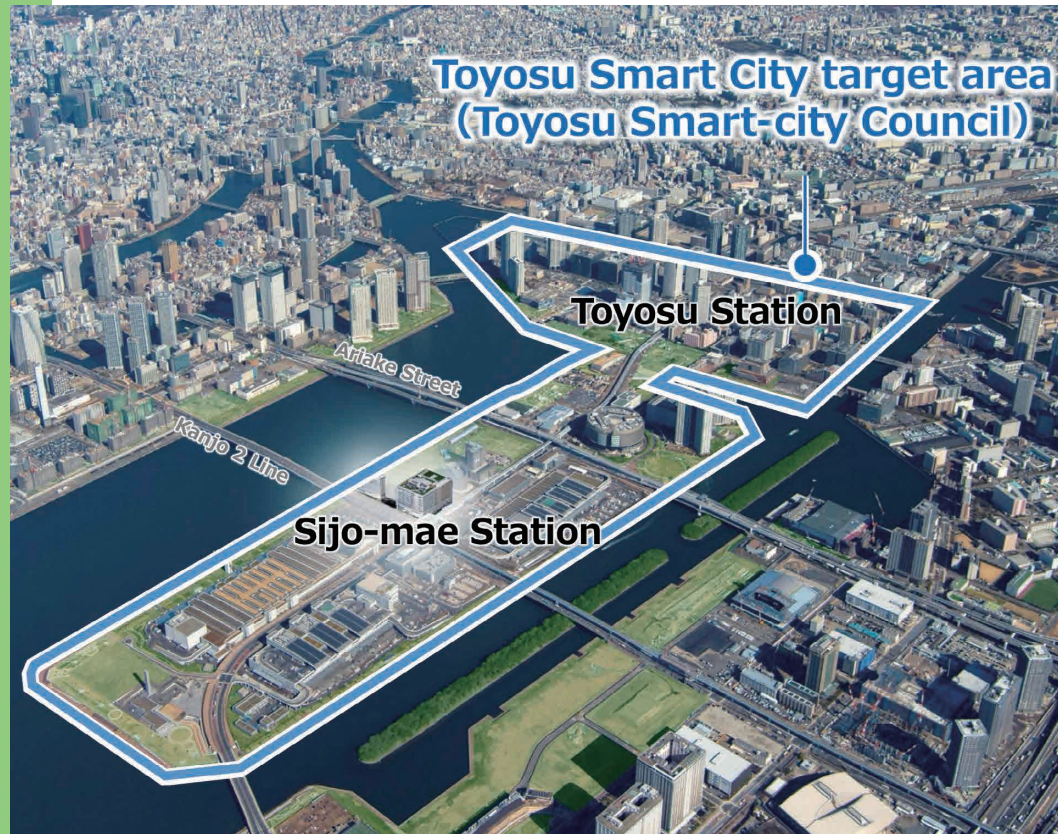 Toyosu Smart City target area
(Toyosu Smart-city Council)
Toyosu Station
Ariake Street
Kanjo 2 Line
Sijo-mae Station